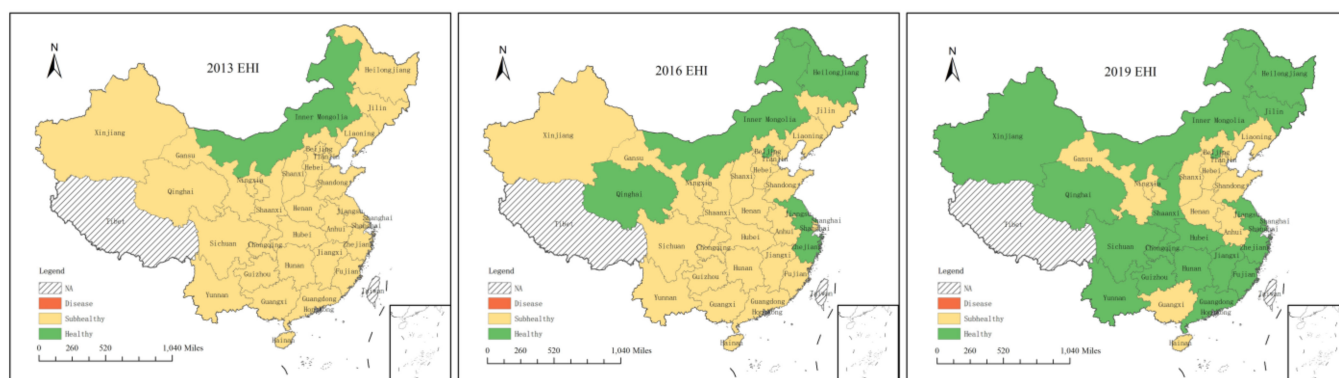 N
2013 EHI
Heilongjiang
Jilin
Inner Mongolia
Liaoning
Xinjiang
Beijing
Tianjin
Gansu
Hebei
Ningxia
Shanxi
Shandong
Qinghai
Shaanxi
Henan
Jiangsu
Shanghai
Tibet
Anhui
Hubei
Sichuan
Chongqing
Zhejiang
Jiangxi
Hunan
Guizhou
Fujian
Yunnan
Guangxi
Guangdong
Hainan
Legend
NA
Disease
Subhealthy
Healthy
0 260 520 1,040 Miles
N
2016 EHI
Heilongjiang
Jilin
Inner Mongolia
Liaoning
Xinjiang
Beijing
Tianjin
Gansu
Hebei
Ningxia
Shanxi
Shandong
Qinghai
Shaanxi
Henan
Jiangsu
Shanghai
Tibet
Anhui
Hubei
Sichuan
Chongqing
Zhejiang
Jiangxi
Hunan
Guizhou
Fujian
Yunnan
Guangxi
Guangdong
Hainan
Legend
NA
Disease
Subhealthy
Healthy
0 260 520 1,040 Miles
N
2019 EHI
Heilongjiang
Jilin
Inner Mongolia
Liaoning
Xinjiang
Beijing
Tianjin
Gansu
Hebei
Ningxia
Shanxi
Shandong
Qinghai
Shaanxi
Henan
Jiangsu
Shanghai
Tibet
Anhui
Hubei
Sichuan
Chongqing
Zhejiang
Jiangxi
Hunan
Guizhou
Fujian
Taiwan
Yunnan
Guangxi
Guangdong
Hainan
Legend
NA
Disease
Subhealthy
Healthy
0 260 520 1,040 Miles